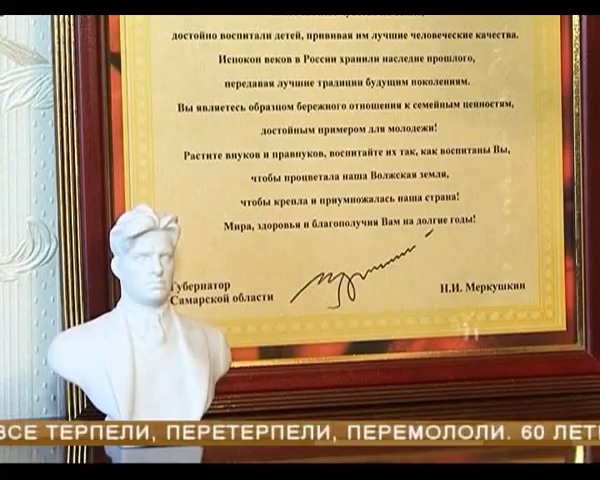 достойно воспитали детей, прививая им лучшие человеческие качества.
Испокон веков в России хранили наследие прошлого,
передавая лучшие традиции будущим поколениям.
Вы являетесь образцом бережного отношения к семейным ценностям,
достойным примером для молодежи!
Растите внуков и правнуков, воспитайте их так, как воспитаны Вы,
чтобы процветала наша Волжская земля,
чтобы крепла и приумножалась наша страна!
Мира, здоровья и благополучия Вам на долгие годы!
Губернатор
Самарской области
Н.И. Меркушкин
ВСЕ ТЕРПЕЛИ, ПЕРЕТЕРПЕЛИ, ПЕРЕМОЛОЛИ. 60 ЛЕТ